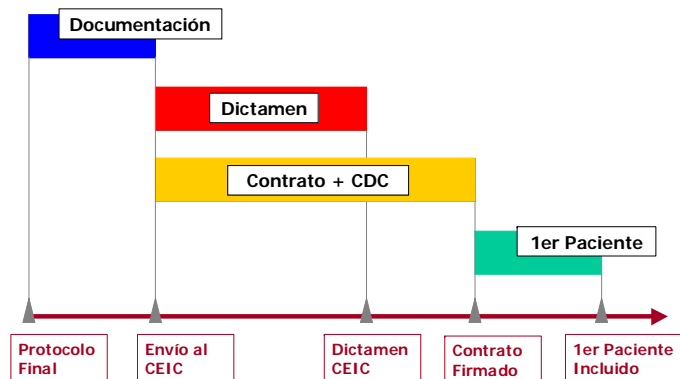 Documentación
Dictamen
Contrato + CDC
1er Paciente
Protocolo
Final
Envío al
CEIC
Dictamen
CEIC
Contrato
Firmado
1er Paciente
Incluido